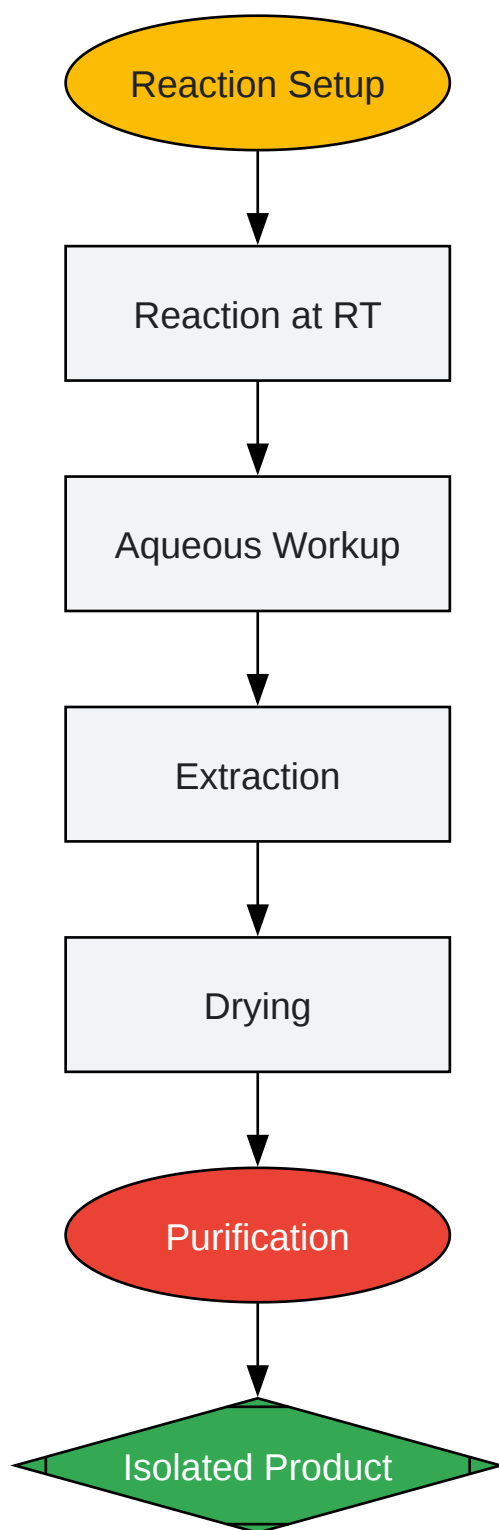 Reaction Setup
Reaction at RT
Aqueous Workup
Extraction
Drying
Purification
Isolated Product